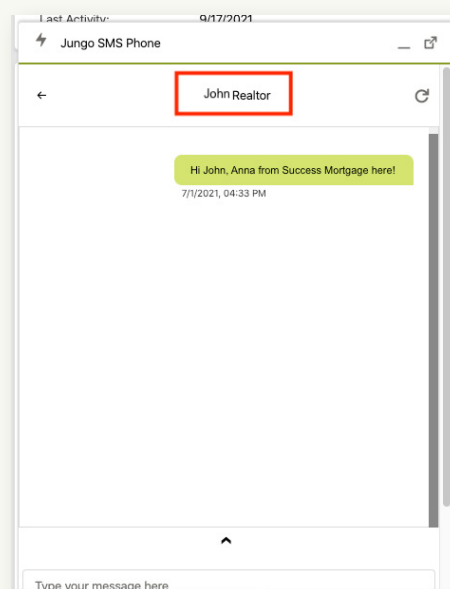 Last Activity: 9/17/2021
Jungo SMS Phone
John Realtor
Hi John, Anna from Success Mortgage here!
7/1/2021, 04:33 PM
Type your message here